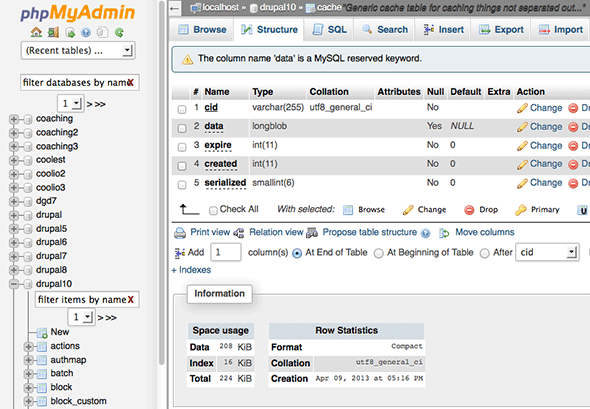 phpMyAdmin
(Recent tables) ...
filter databases by name X
1 > >>
coaching
coaching2
coaching3
coolest
coolio2
coolio3
dgd7
drupal
drupal5
drupal6
drupal7
drupal8
drupal10
filter items by name X
1 > >>
New
actions
authmap
batch
block
block_custom
localhost » drupal10 » cache "Generic cache table for caching things not separated out..."
Browse Structure SQL Search Insert Export Import
The column name 'data' is a MySQL reserved keyword.
# Name Type Collation Attributes Null Default Extra Action
1 cid varchar(255) utf8_general_ci No Change
2 data longblob Yes NULL Change
3 expire int(11) No 0 Change
4 created int(11) No 0 Change
5 serialized smallint(6) No 0 Change
Check All With selected: Browse Change Drop Primary U
Print view Relation view Propose table structure Move columns
Add 1 column(s) At End of Table At Beginning of Table After cid
+ Indexes
Information
Space usage
Data 208 KiB
Index 16 KiB
Total 224 KiB
Row Statistics
Format Compact
Collation utf8_general_ci
Creation Apr 09, 2013 at 05:16 PM